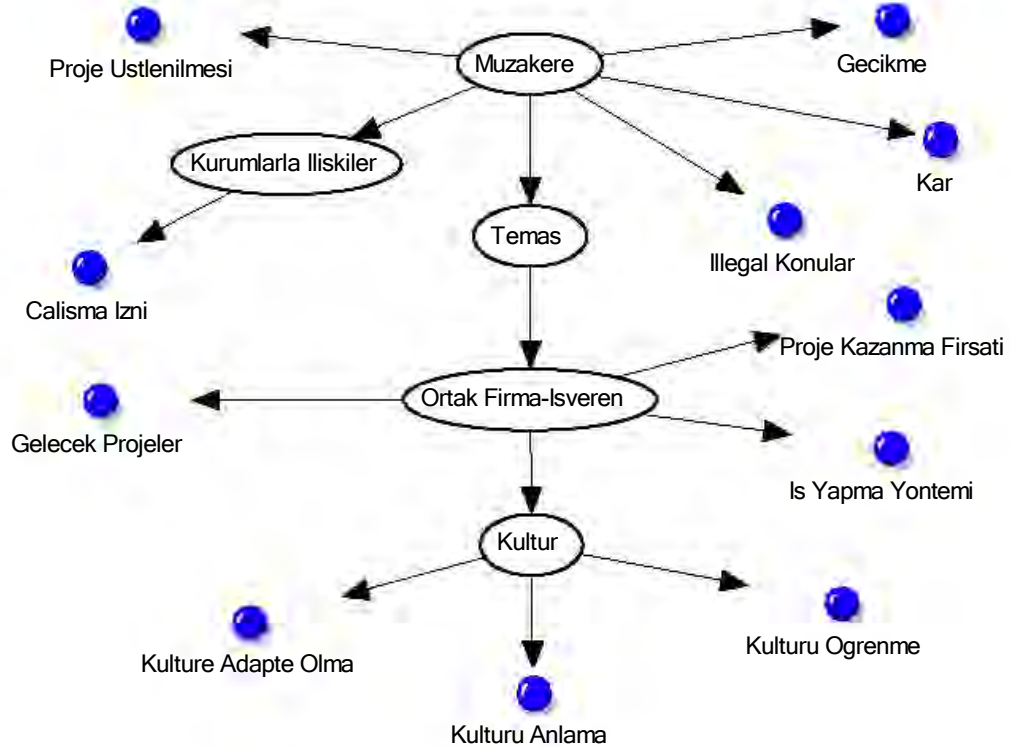 Muzakere
Proje Ustlenilmesi
Gecikme
Kurumlarla Iliskiler
Kar
Temas
Illegal Konular
Calisma Izni
Proje Kazanma Firsati
Ortak Firma-Isveren
Gelecek Projeler
Is Yapma Yontemi
Kultur
Kulturu Ogrenme
Kulture Adapte Olma
Kulturu Anlama